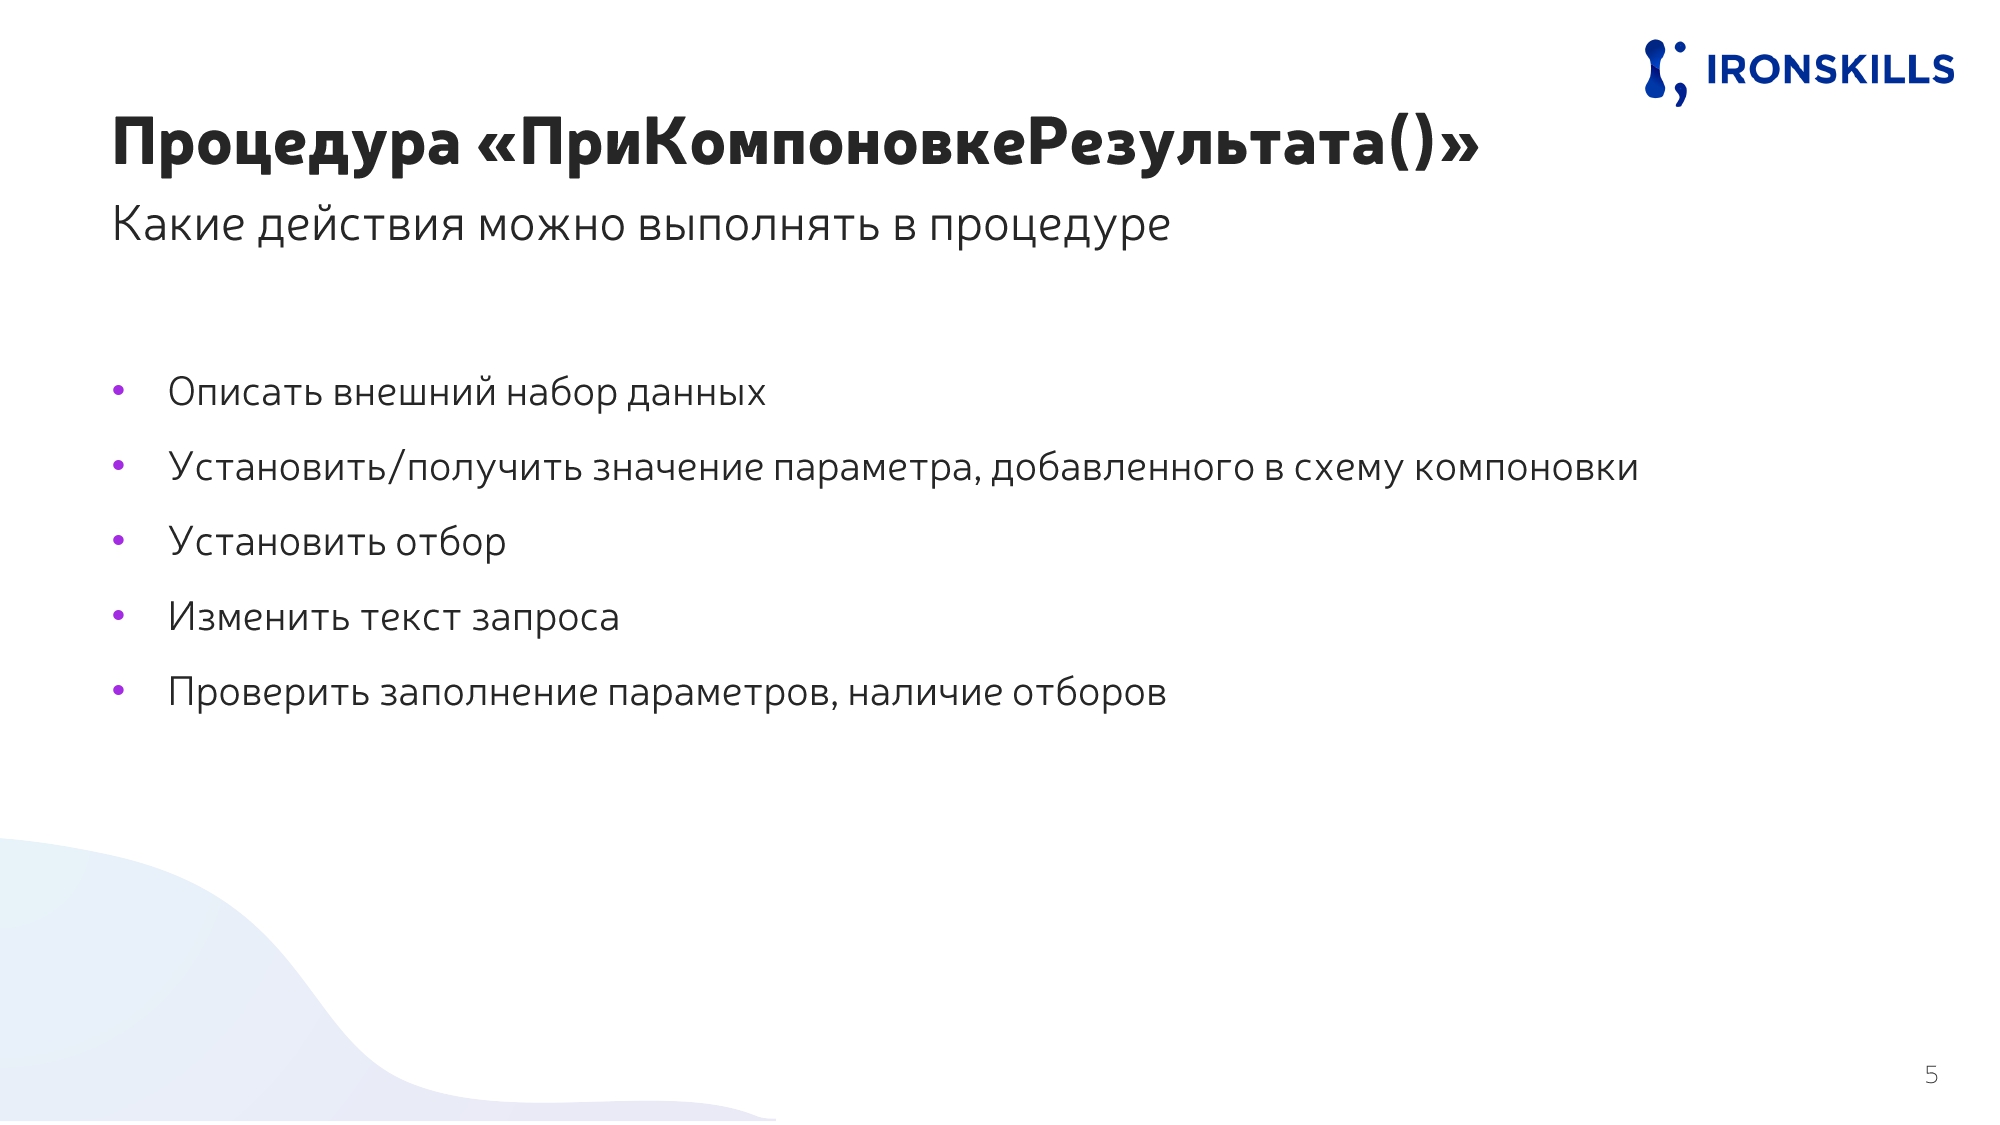 IRONSKILLS
Процедура «ПриКомпоновкеРезультата()»
Какие действия можно выполнять в процедуре
• Описать внешний набор данных
• Установить/получить значение параметра, добавленного в схему компоновки
• Установить отбор
• Изменить текст запроса
• Проверить заполнение параметров, наличие отборов
5